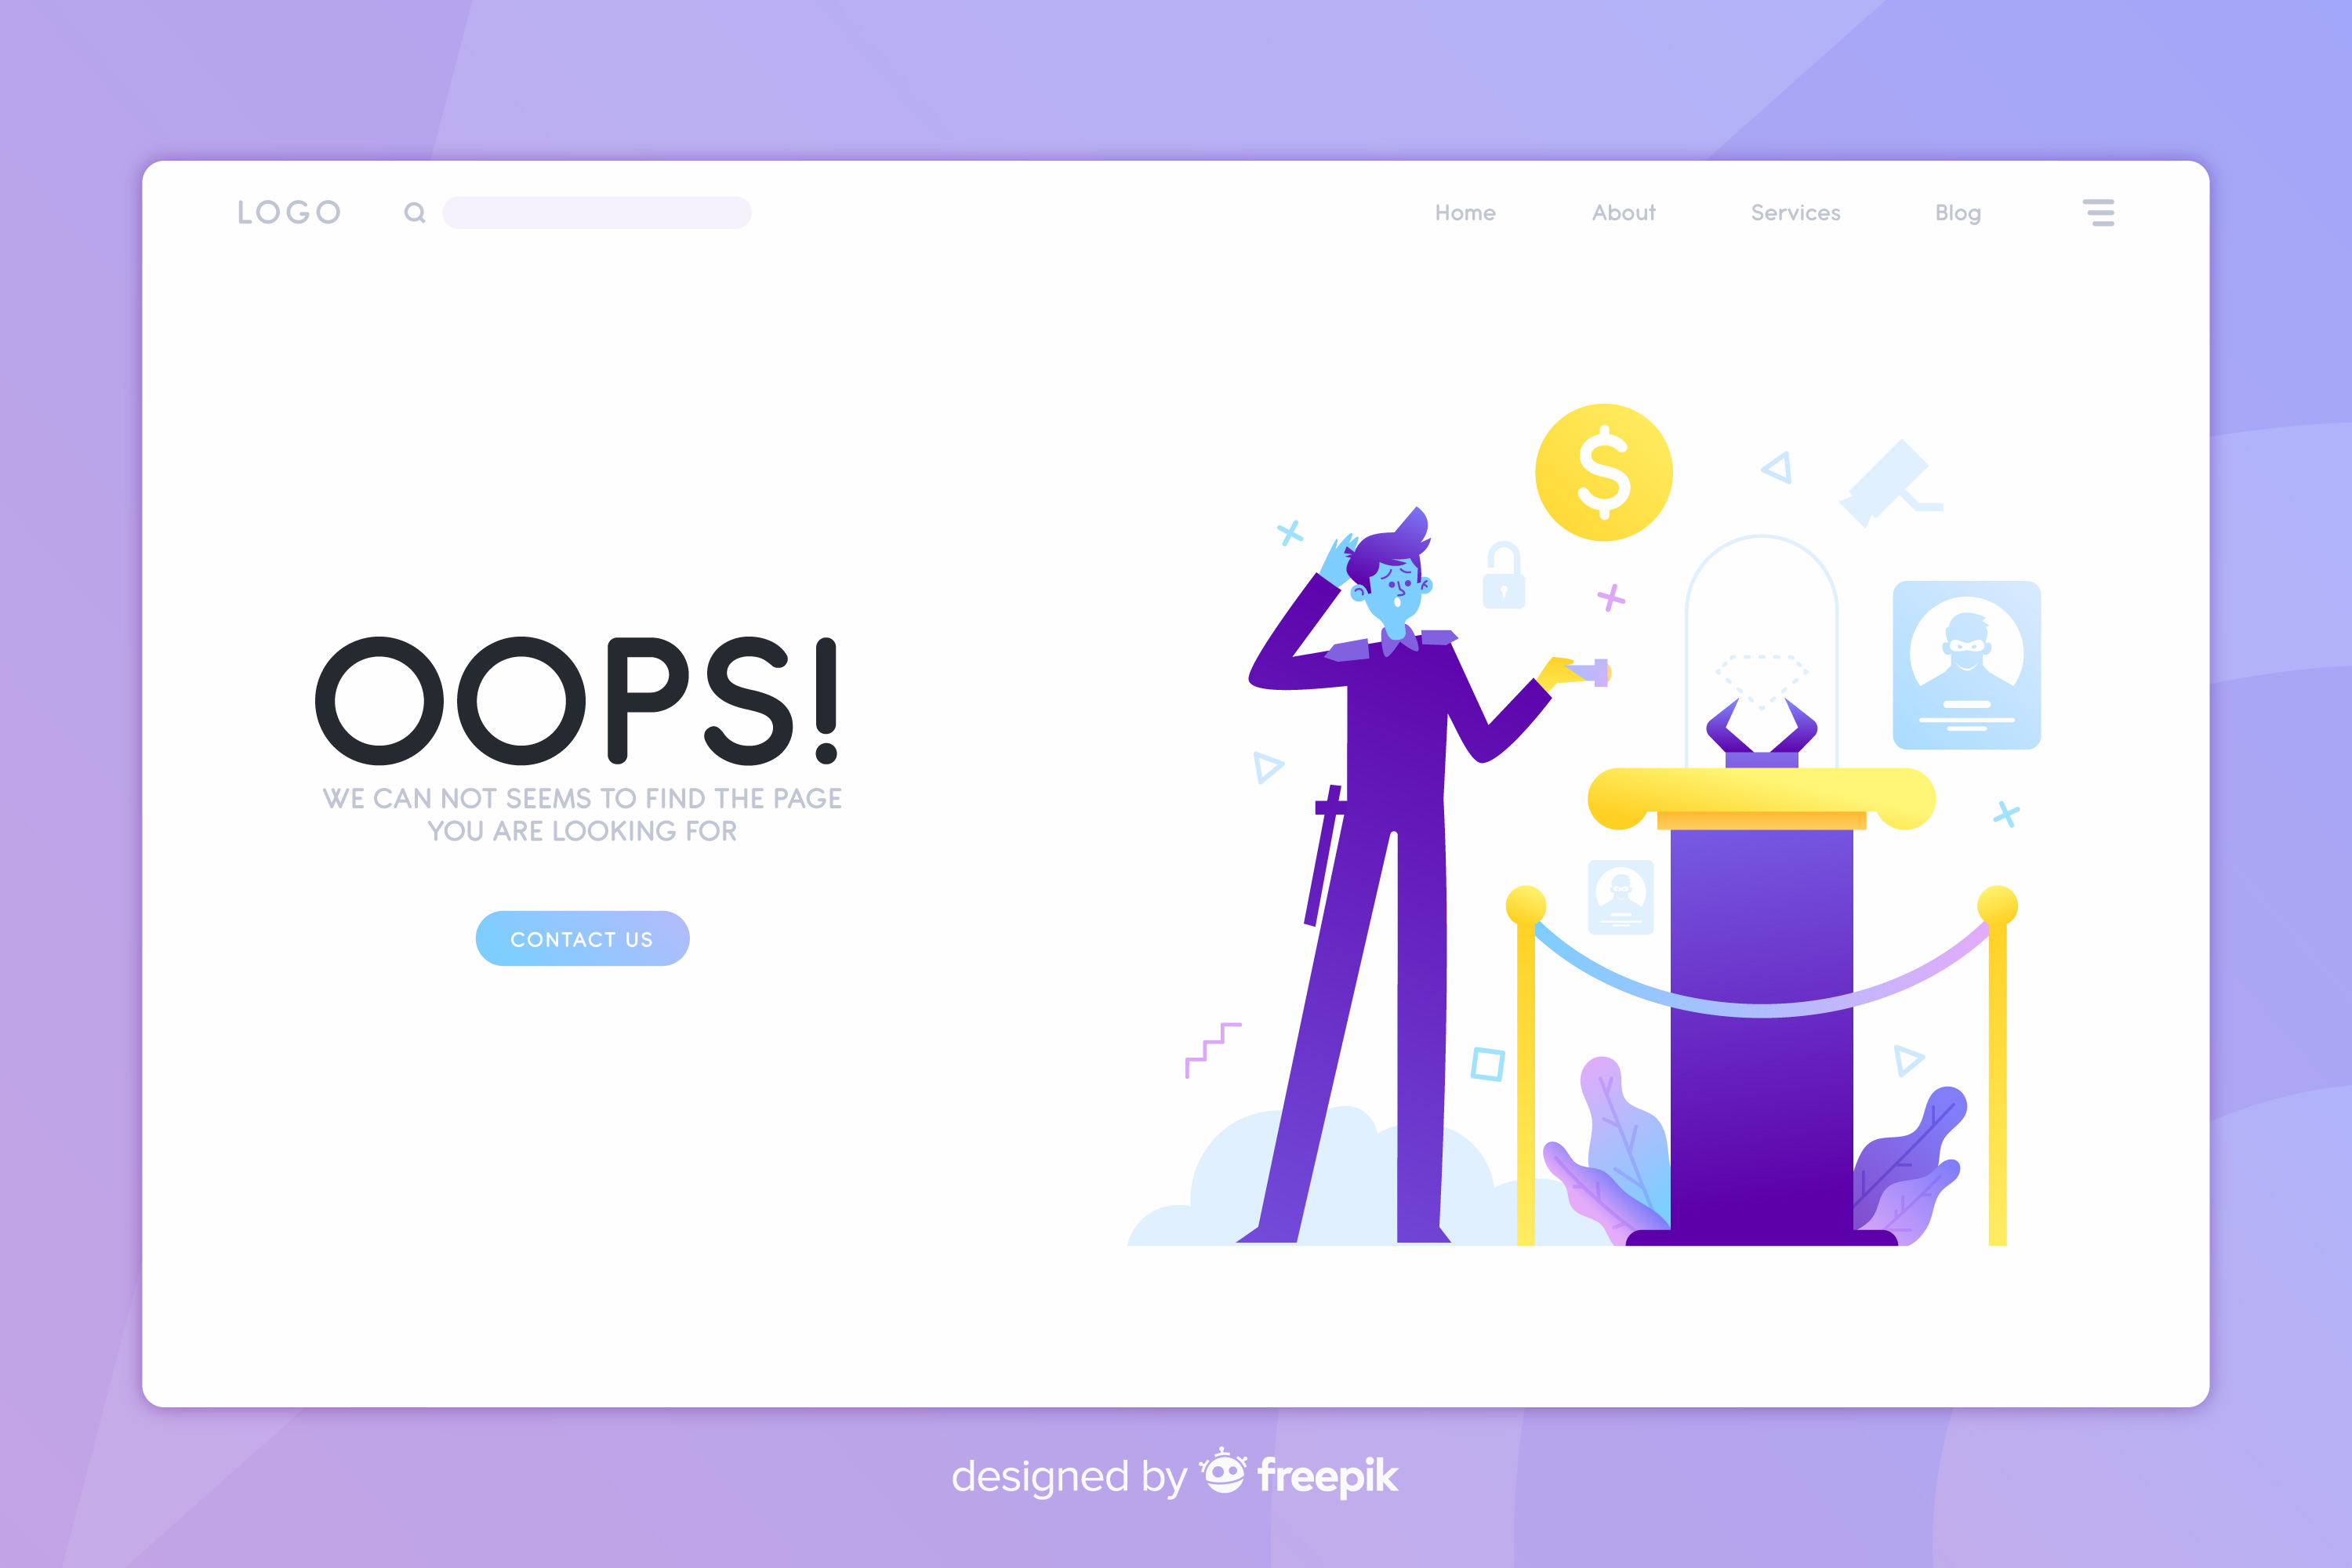 LOGO
Home About Services Blog
$
OOPS!
WE CAN NOT SEEMS TO FIND THE PAGE
YOU ARE LOOKING FOR
CONTACT US
designed by freepik